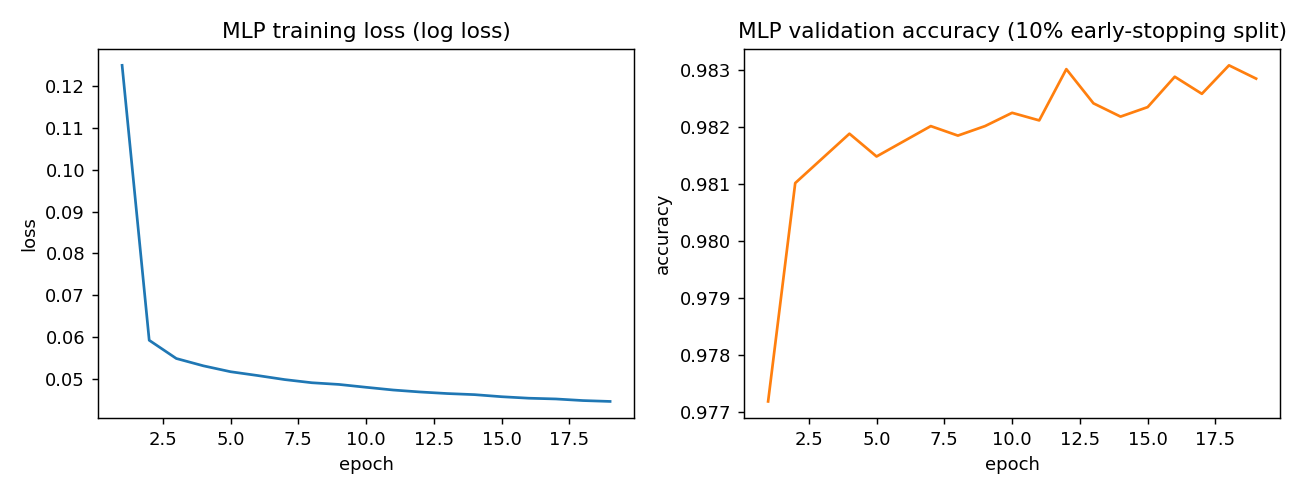 MLP training loss (log loss)
0.12
0.11
0.10
0.09
0.08
0.07
0.06
0.05
loss
2.5 5.0 7.5 10.0 12.5 15.0 17.5
epoch
MLP validation accuracy (10% early-stopping split)
0.983
0.982
0.981
0.980
0.979
0.978
0.977
accuracy
2.5 5.0 7.5 10.0 12.5 15.0 17.5
epoch